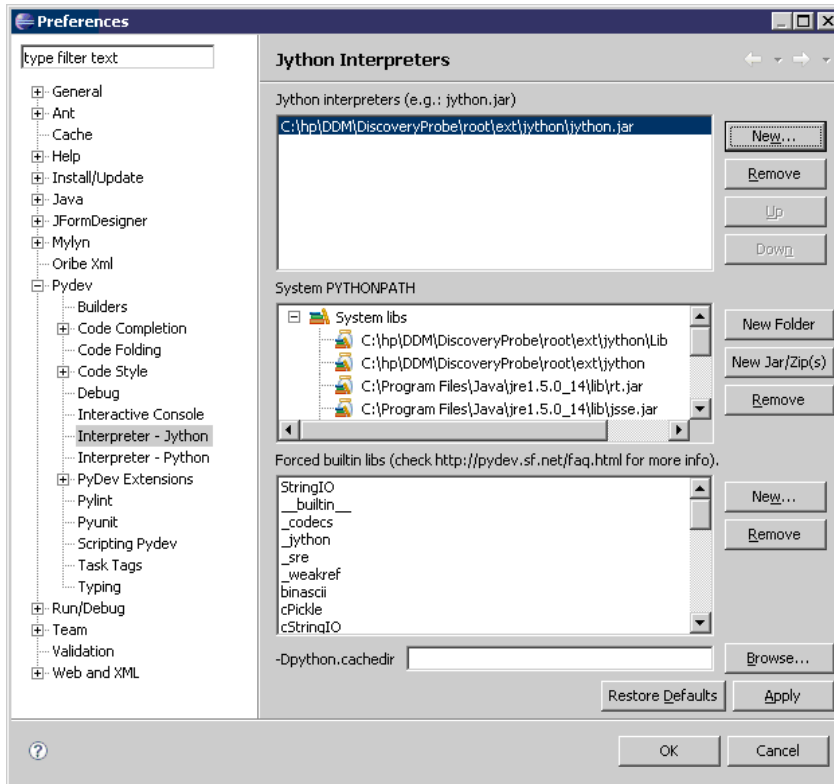 Preferences
type filter text
General
Ant
Cache
Help
Install/Update
Java
JFormDesigner
Mylyn
Oribe Xml
Pydev
Builders
Code Completion
Code Folding
Code Style
Debug
Interactive Console
Interpreter - Jython
Interpreter - Python
PyDev Extensions
Pylint
Pyunit
Scripting Pydev
Task Tags
Typing
Run/Debug
Team
Validation
Web and XML
Jython Interpreters
Jython interpreters (e.g.: jython.jar)
C:\hp\DDM\DiscoveryProbe\root\ext\jython\jython.jar
New...
Remove
Up
Down
System PYTHONPATH
System libs
C:\hp\DDM\DiscoveryProbe\root\ext\jython\Lib
C:\hp\DDM\DiscoveryProbe\root\ext\jython
C:\Program Files\Java\jre1.5.0_14\lib\rt.jar
C:\Program Files\Java\jre1.5.0_14\lib\jsse.jar
New Folder
New Jar/Zip(s)
Remove
Forced builtin libs (check http://pydev.sf.net/faq.html for more info).
StringIO
__builtin__
_codecs
_jython
_sre
_weakref
binascii
cPickle
cStringIO
New...
Remove
-Dpython.cachedir
Browse...
Restore Defaults
Apply
?
OK
Cancel